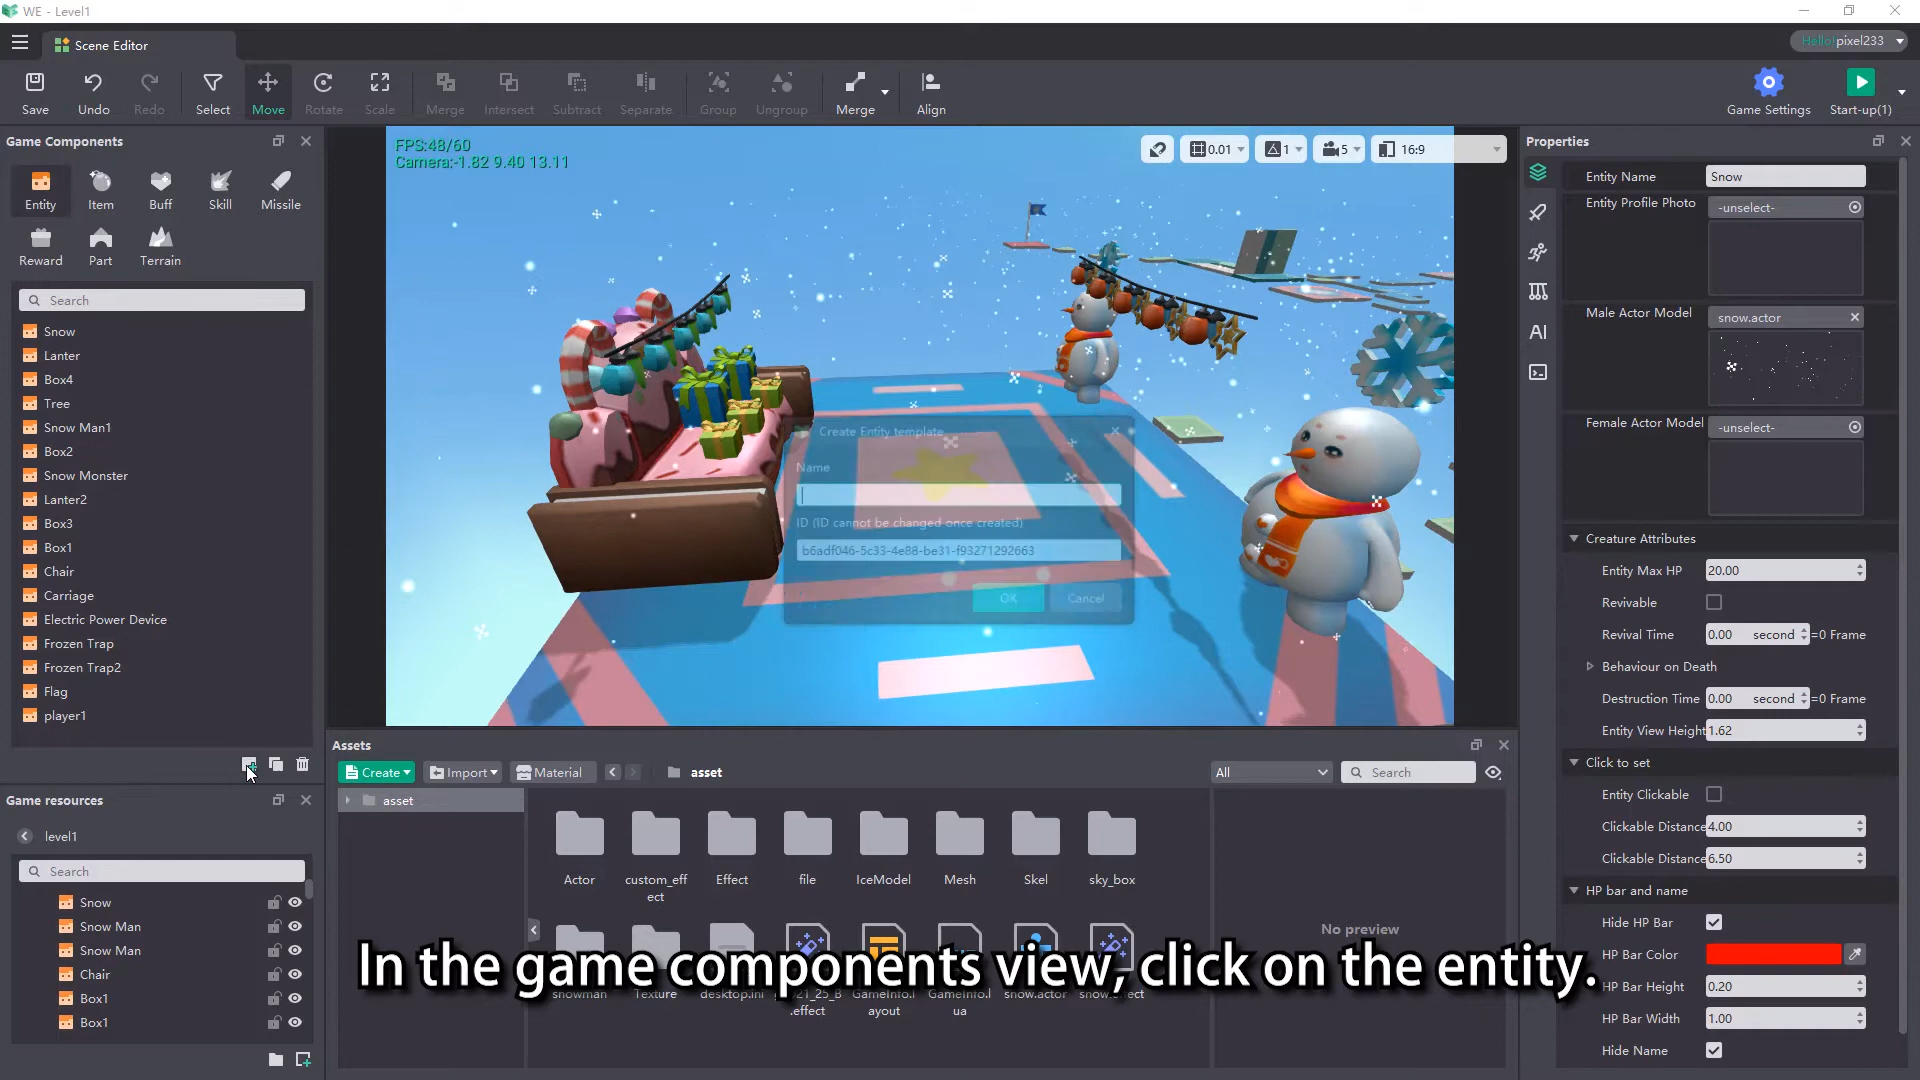 WE - Level1
Scene Editor
Hello! pixel233
Save
Undo
Redo
Select
Move
Rotate
Scale
Merge
Intersect
Subtract
Separate
Group
Ungroup
Merge
Align
Game Settings
Start-up(1)
Game Components
Entity
Item
Buff
Skill
Missile
Reward
Part
Terrain
Search
Snow
Lanter
Box4
Tree
Snow Man1
Box2
Snow Monster
Lanter2
Box3
Box1
Chair
Carriage
Electric Power Device
Frozen Trap
Frozen Trap2
Flag
player1
Game resources
level1
Search
Snow
Snow Man
Snow Man
Chair
Box1
Box1
FPS:48/60
Camera:-1.82 9.40 13.11
0.01
1
5
16:9
Create Entity template
Name
ID (ID cannot be changed once created)
b6adf046-5c33-4e88-be31-f93271292663
OK
Cancel
Assets
Create
Import
Material
asset
All
Search
asset
Actor
custom_eff
ect
Effect
file
IceModel
Mesh
Skel
sky_box
snowman
Texture
desktop.ini
.effect
GameInfo.l
ayout
GameInfo.l
ua
snow.actor
No preview
In the game components view, click on the entity.
Properties
Entity Name
Snow
Entity Profile Photo
-unselect-
Male Actor Model
snow.actor
Female Actor Model
-unselect-
AI
Creature Attributes
Entity Max HP
20.00
Revivable
Revival Time
0.00 second =0 Frame
Behaviour on Death
Destruction Time
0.00 second =0 Frame
Entity View Height
1.62
Click to set
Entity Clickable
Clickable Distance
4.00
Clickable Distance
6.50
HP bar and name
Hide HP Bar
HP Bar Color
HP Bar Height
0.20
HP Bar Width
1.00
Hide Name